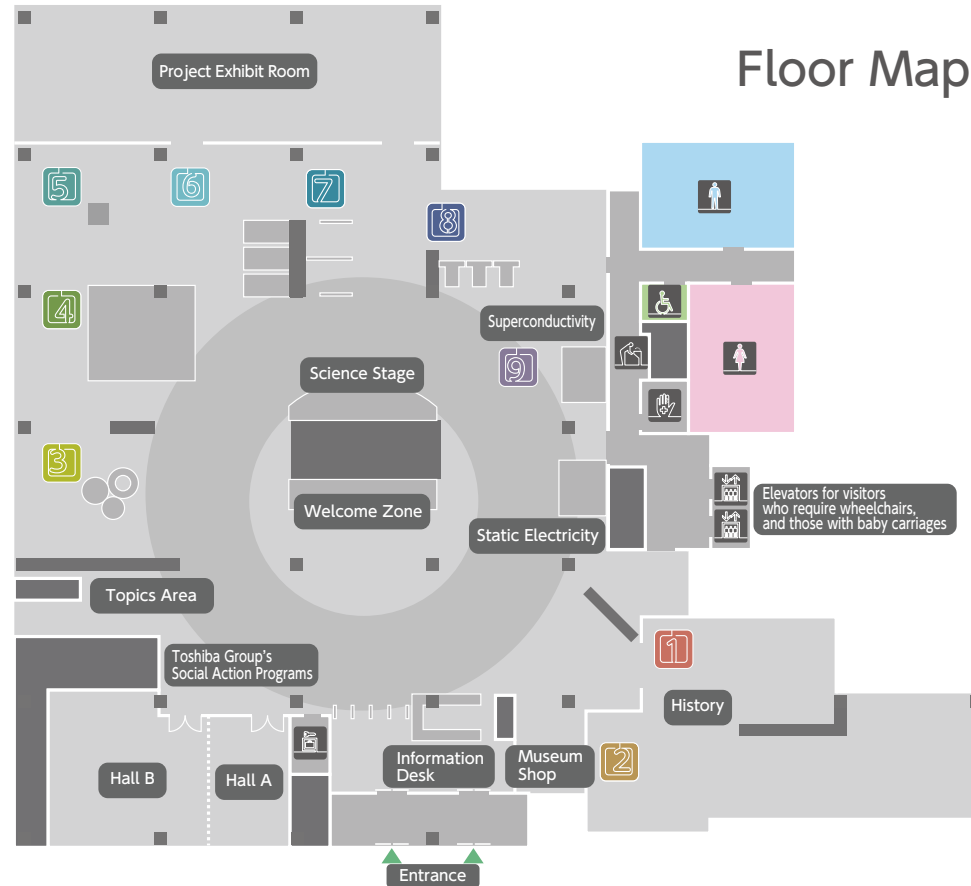 Floor Map
Project Exhibit Room
5
6
7
8
4
Superconductivity
9
Science Stage
3
Welcome Zone
Static Electricity
Elevators for visitors
who require wheelchairs,
and those with baby carriages
Topics Area
Toshiba Group's
Social Action Programs
1
History
2
Information
Desk
Museum
Shop
Hall B
Hall A
Entrance